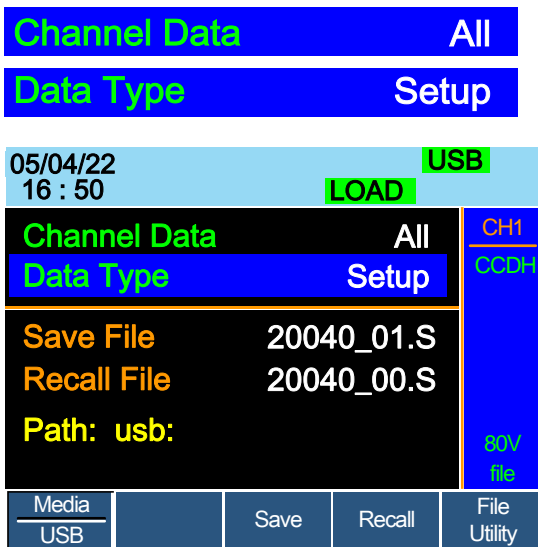 Channel Data All
Data Type Setup
05/04/22 USB
16 : 50 LOAD
Channel Data All
Data Type Setup
CH1
CCDH
Save File 20040_01.S
Recall File 20040_00.S
Path: usb:
80V
file
Media
USB
Save
Recall
File
Utility